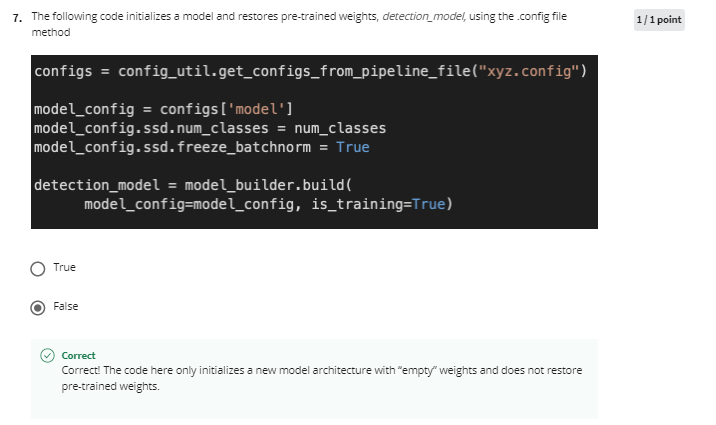 7. The following code initializes a model and restores pre-trained weights, detection_model, using the .config file
method
1 / 1 point
configs = config_util.get_configs_from_pipeline_file("xyz.config")
model_config = configs['model']
model_config.ssd.num_classes = num_classes
model_config.ssd.freeze_batchnorm = True
detection_model = model_builder.build(
model_config=model_config, is_training=True)
True
False
Correct
Correct! The code here only initializes a new model architecture with "empty" weights and does not restore
pre-trained weights.